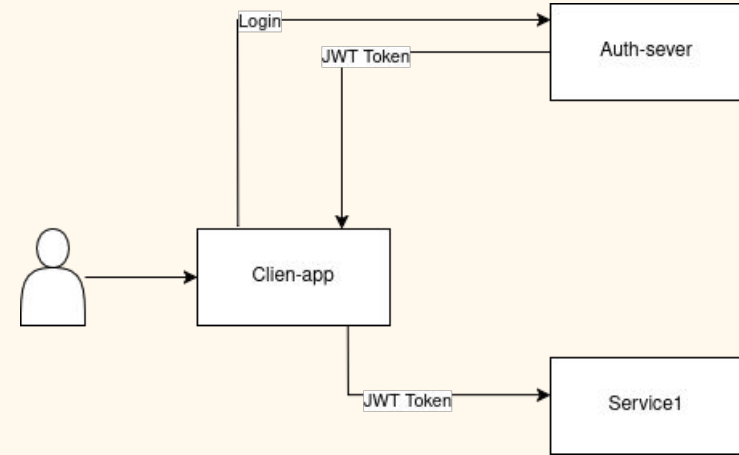 Login
Auth-sever
JWT Token
Clien-app
JWT Token
Service1